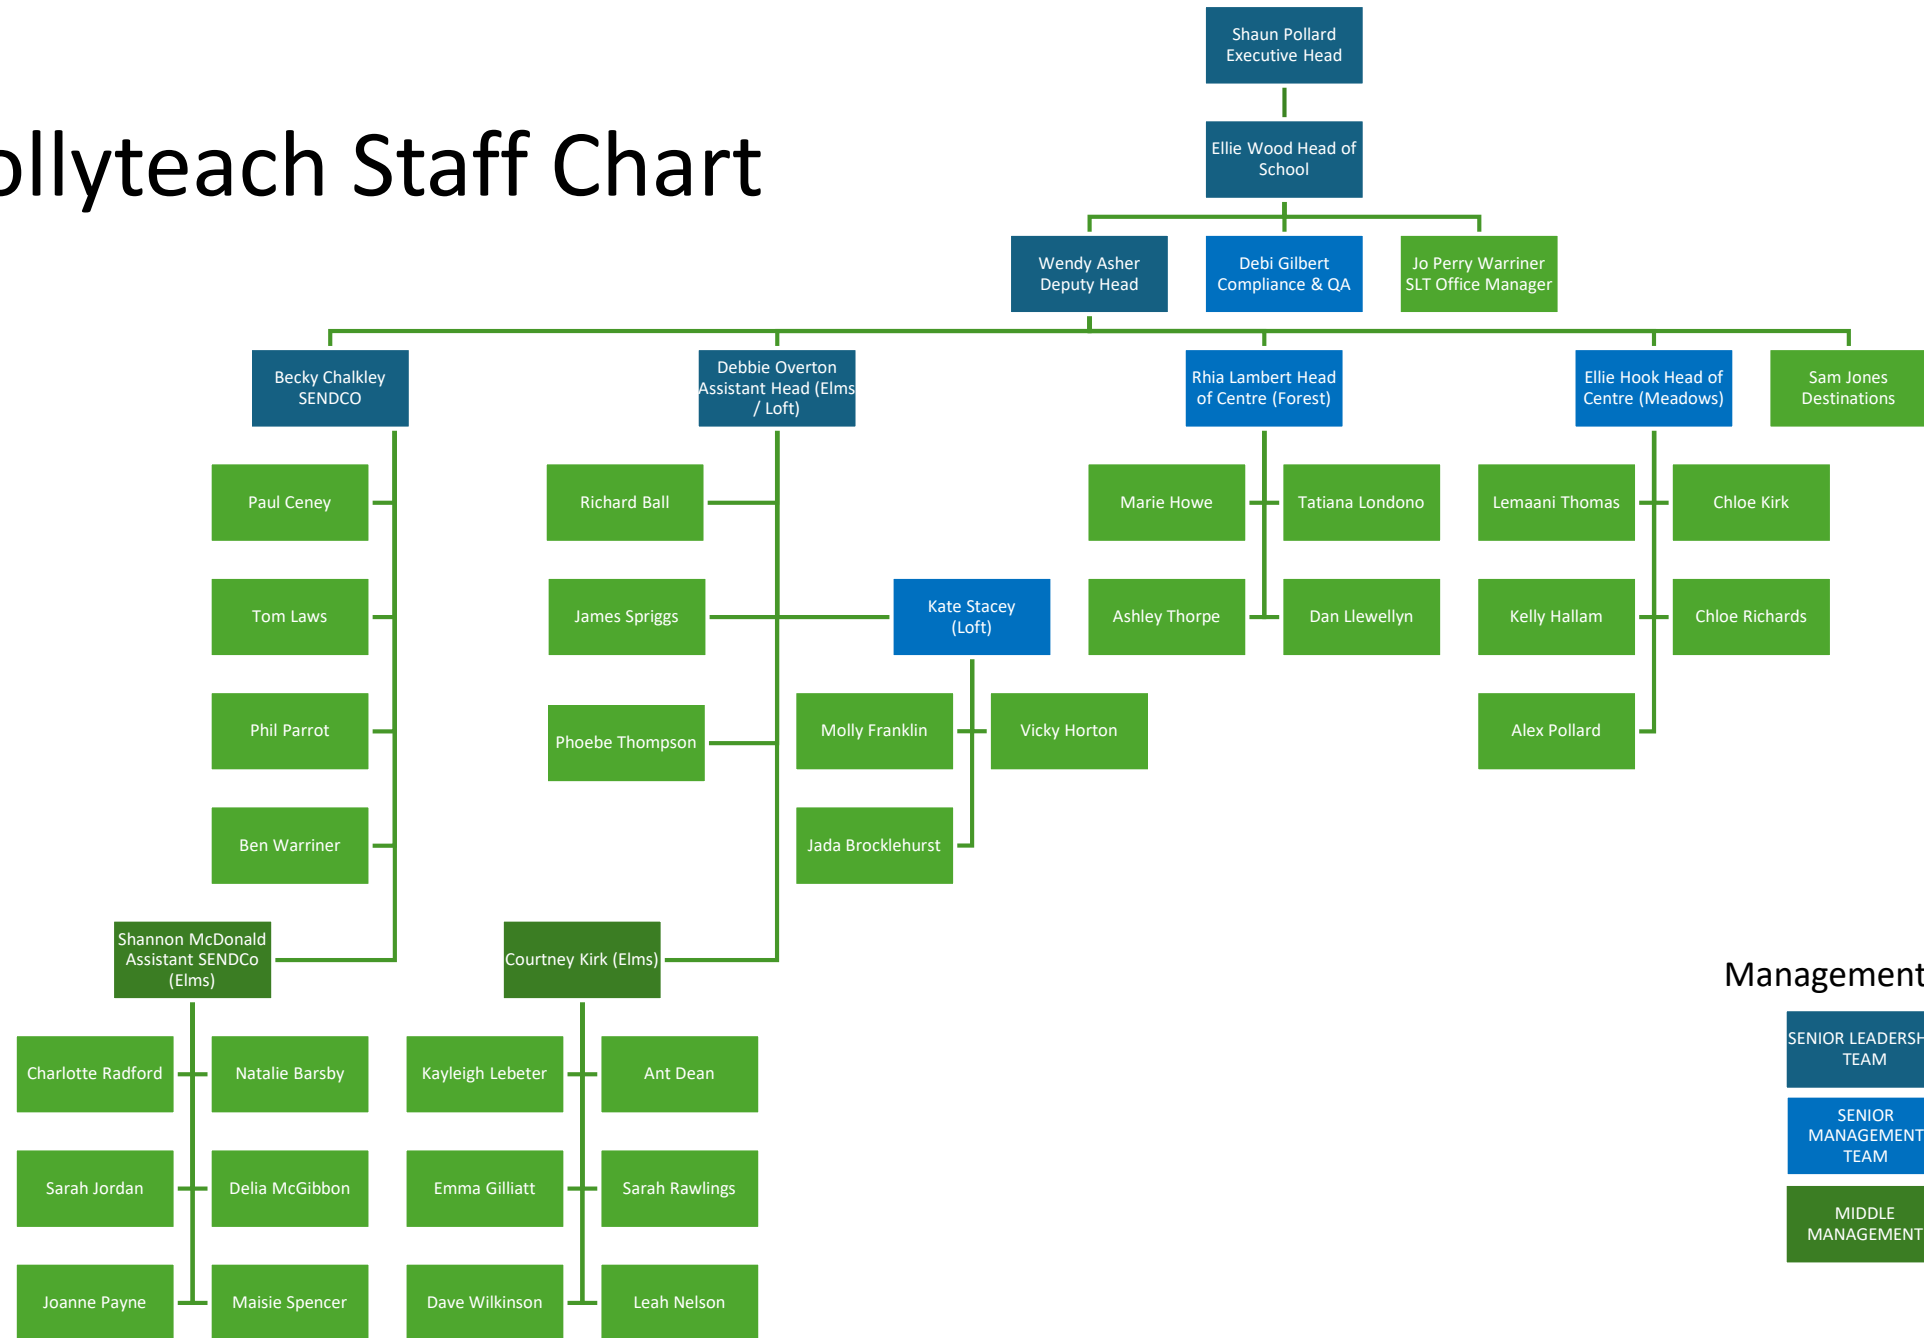 Shaun Pollard
Executive Head
ollyteach Staff Chart
Ellie Wood Head of
School
Wendy Asher
Deputy Head
Debi Gilbert
Compliance & QA
Jo Perry Warriner
SLT Office Manager
Becky Chalkley
SENDCO
Debbie Overton
Assistant Head (Elms
/ Loft)
Rhia Lambert Head
of Centre (Forest)
Ellie Hook Head of
Centre (Meadows)
Sam Jones
Destinations
Paul Ceney
Richard Ball
Marie Howe
Tatiana Londono
Lemaani Thomas
Chloe Kirk
Tom Laws
James Spriggs
Kate Stacey
(Loft)
Ashley Thorpe
Dan Llewellyn
Kelly Hallam
Chloe Richards
Phil Parrot
Phoebe Thompson
Molly Franklin
Vicky Horton
Alex Pollard
Ben Warriner
Jada Brocklehurst
Shannon McDonald
Assistant SENDCo
(Elms)
Courtney Kirk (Elms)
Management
Charlotte Radford
Natalie Barsby
Kayleigh Lebeter
Ant Dean
SENIOR LEADERSH
TEAM
SENIOR
MANAGEMENT
TEAM
Sarah Jordan
Delia McGibbon
Emma Gilliatt
Sarah Rawlings
MIDDLE
MANAGEMENT
Joanne Payne
Maisie Spencer
Dave Wilkinson
Leah Nelson